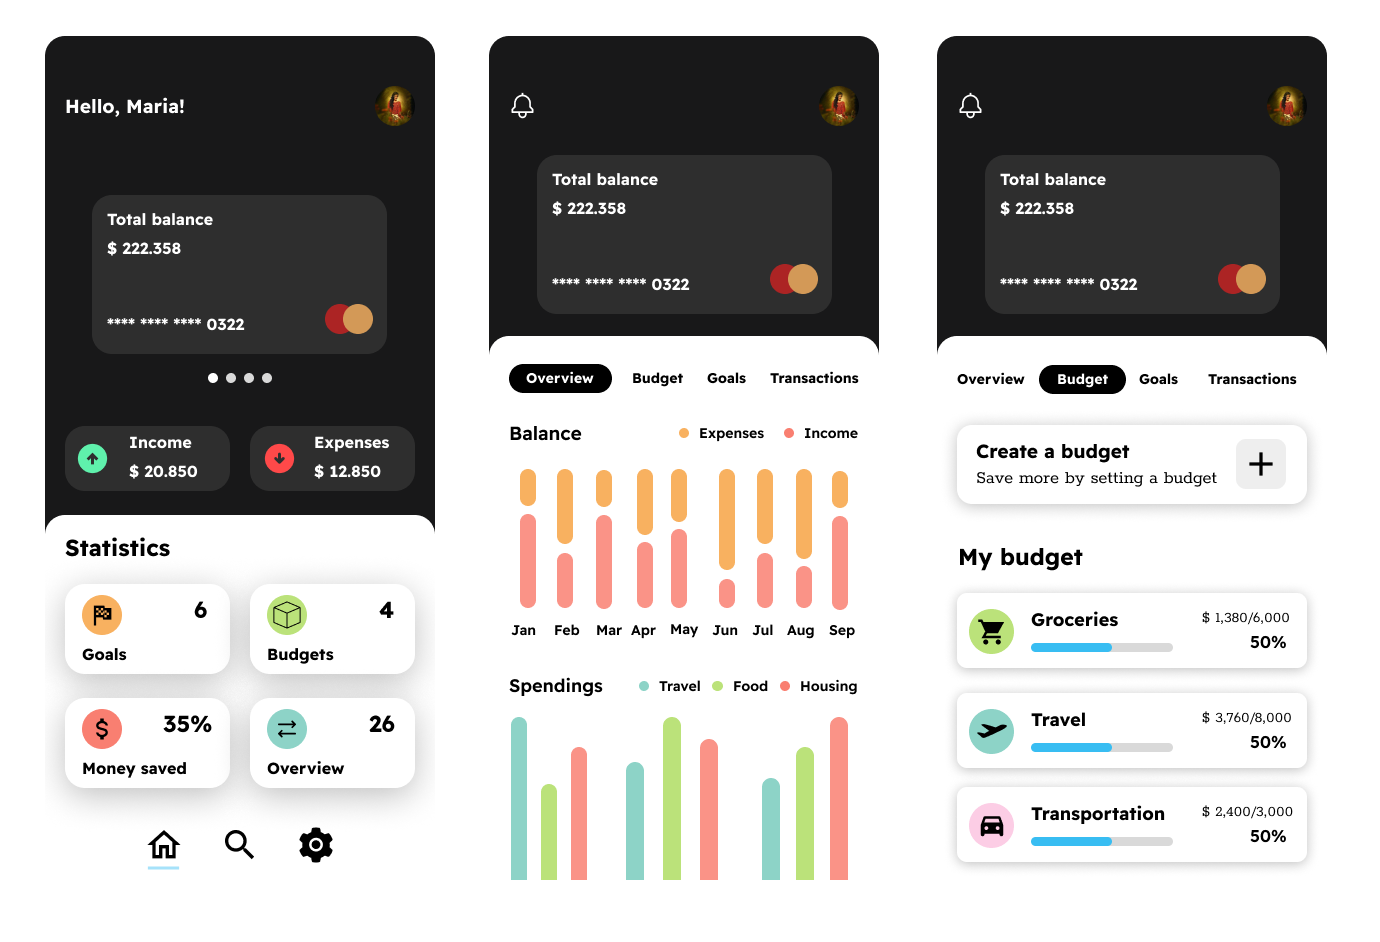 Hello, Maria!
Total balance
$ 222.358
**** **** **** 0322
Income
$ 20.850
Expenses
$ 12.850
Statistics
6
Goals
4
Budgets
$
35%
Money saved
26
Overview
Total balance
$ 222.358
**** **** **** 0322
Overview Budget Goals Transactions
Balance Expenses Income
Jan Feb Mar Apr May Jun Jul Aug Sep
Spendings Travel Food Housing
Total balance
$ 222.358
**** **** **** 0322
Overview Budget Goals Transactions
Create a budget
Save more by setting a budget
My budget
Groceries $ 1,380/6,000
50%
Travel $ 3,760/8,000
50%
Transportation $ 2,400/3,000
50%